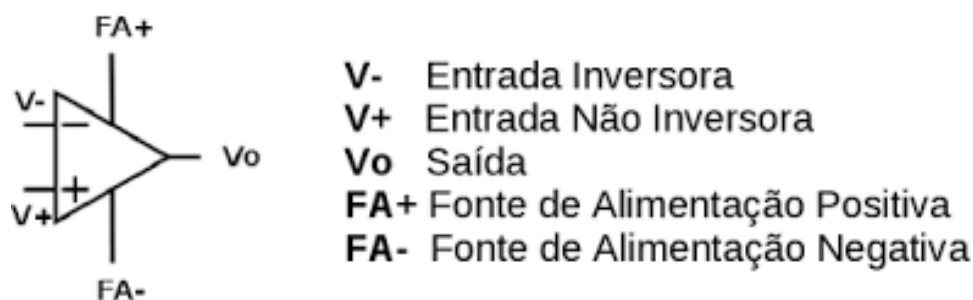 FA+
V-
−
Vo
+
V+
FA-
V- Entrada Inversora
V+ Entrada Não Inversora
Vo Saída
FA+ Fonte de Alimentação Positiva
FA- Fonte de Alimentação Negativa